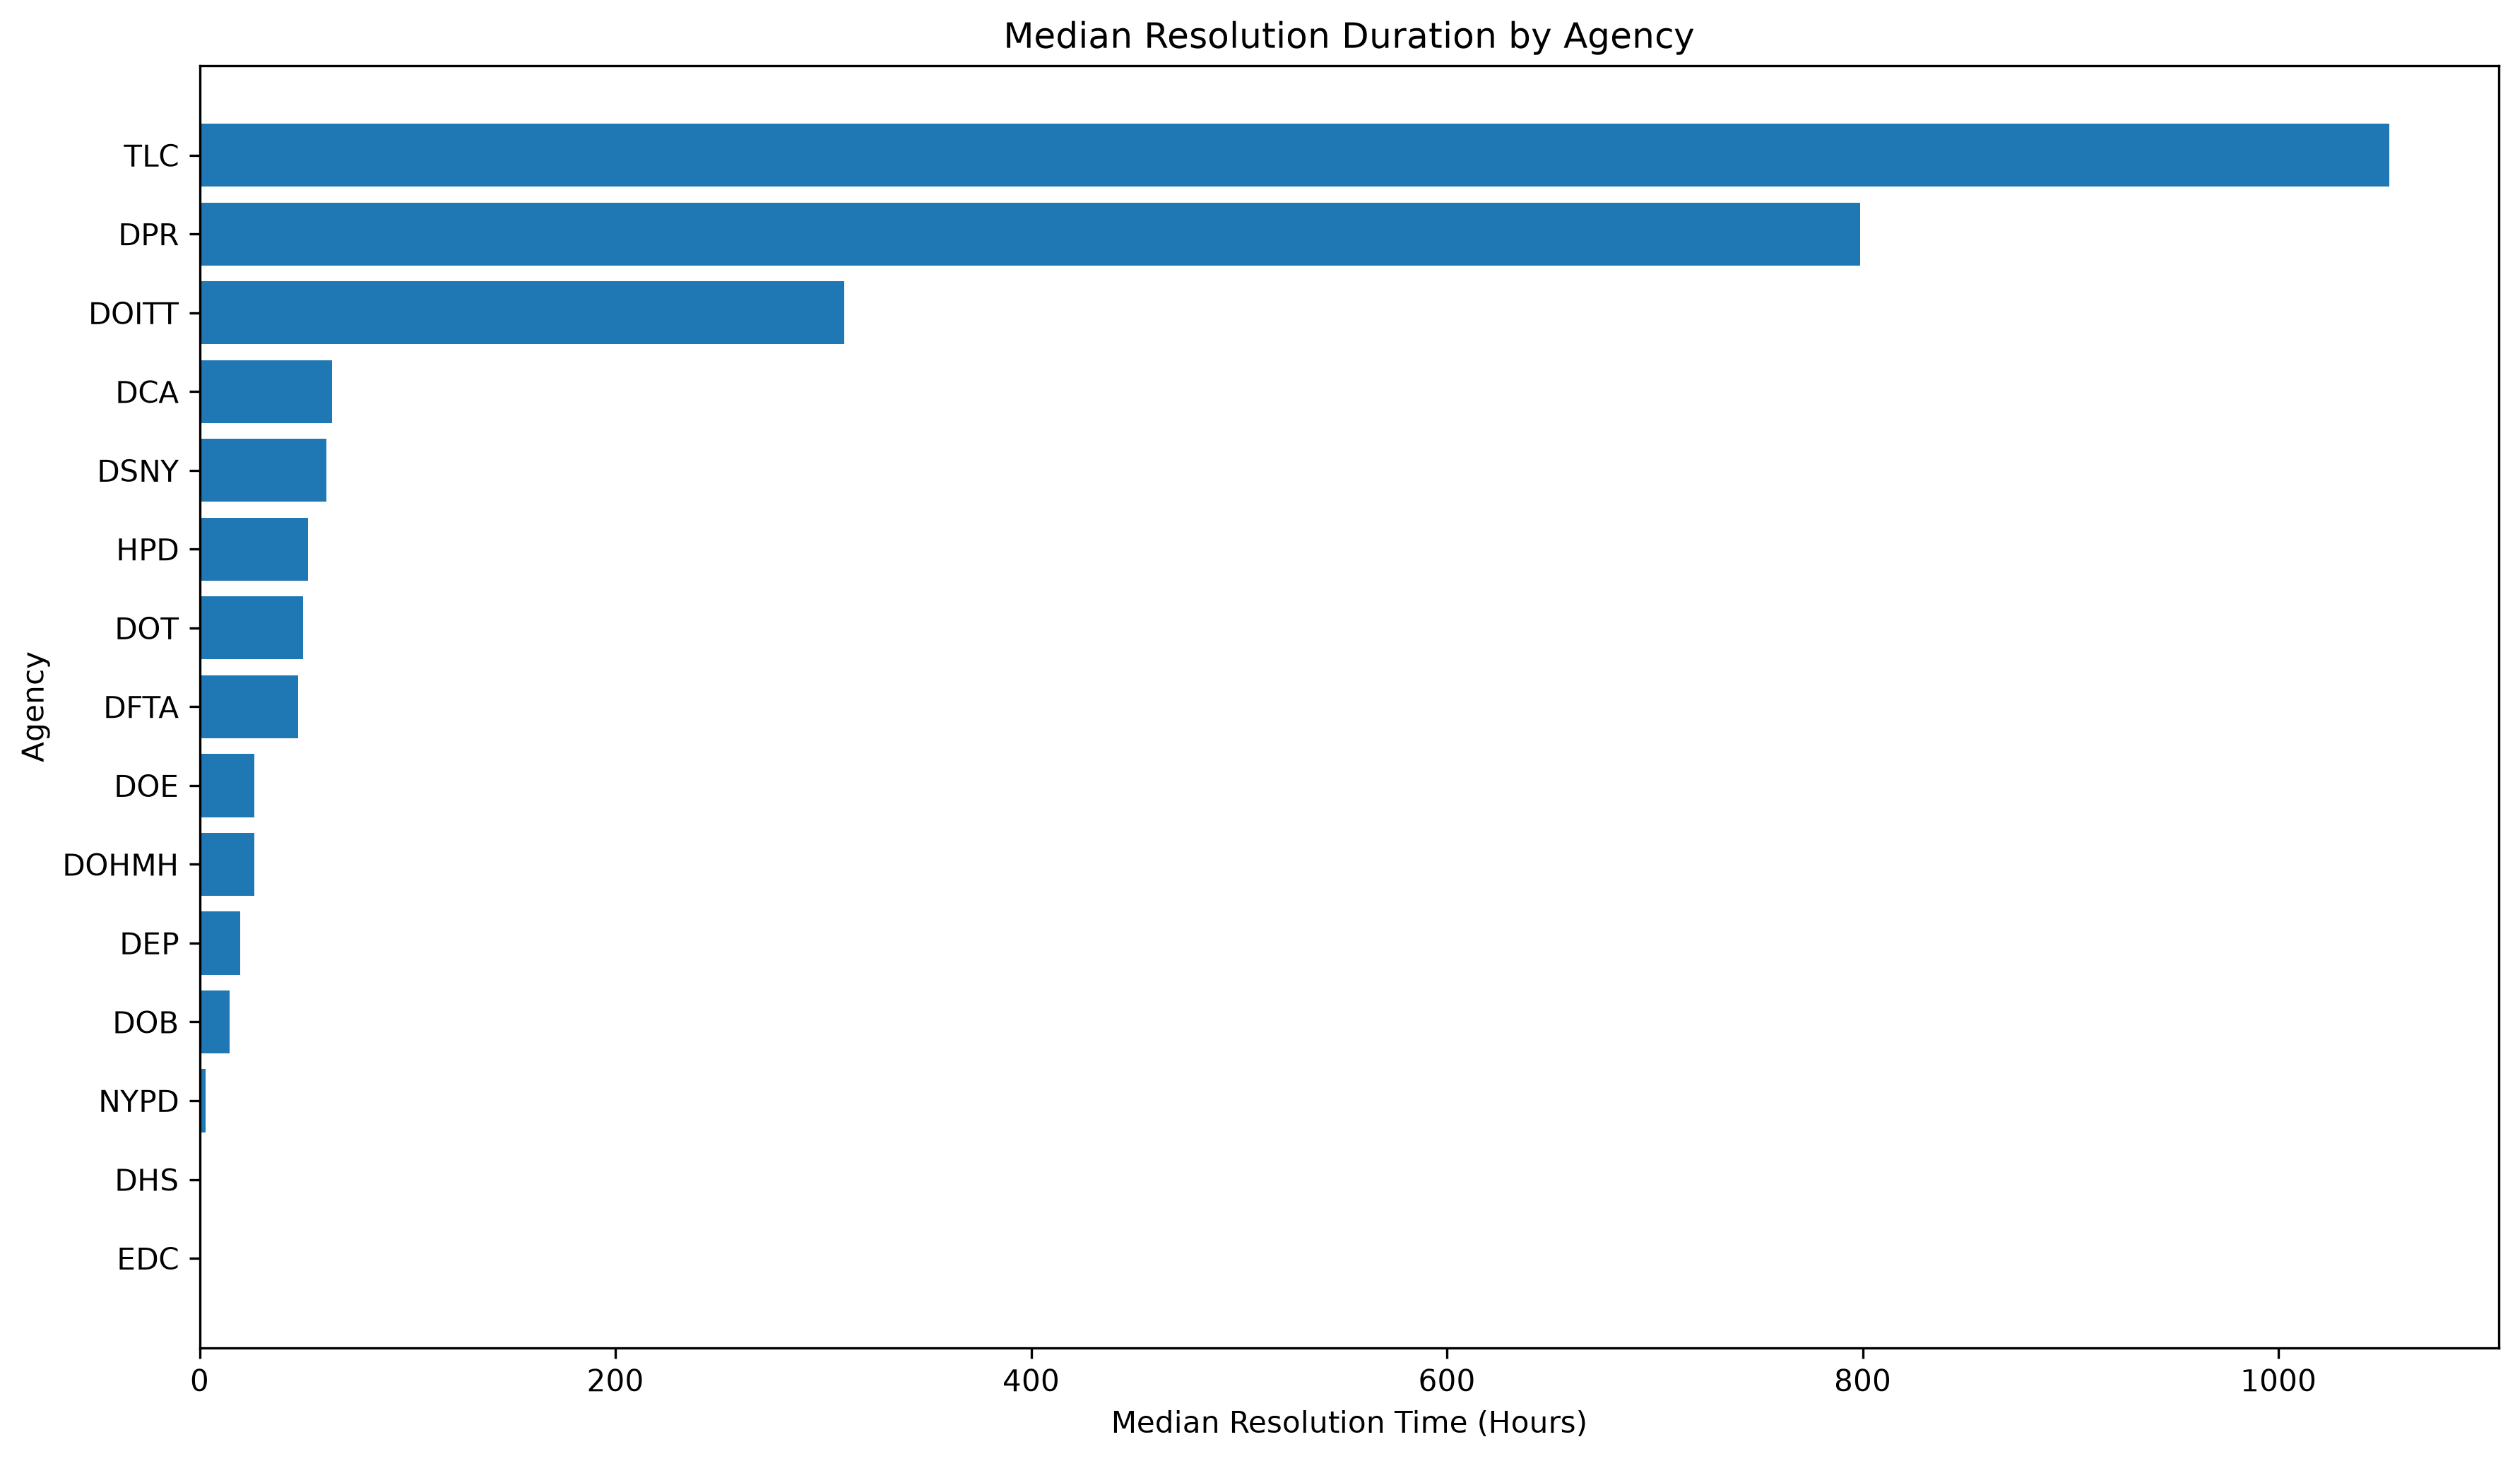 Median Resolution Duration by Agency
Agency
TLC
DPR
DOITT
DCA
DSNY
HPD
DOT
DFTA
DOE
DOHMH
DEP
DOB
NYPD
DHS
EDC
0 200 400 600 800 1000
Median Resolution Time (Hours)